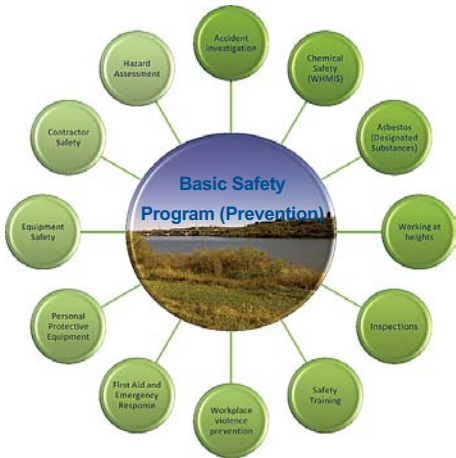 Accident
investigation
Chemical
Safety
(WHMIS)
Asbestos
(Designated
Substances)
Working at
heights
Inspections
Safety
Training
Workplace
violence
prevention
First Aid and
Emergency
Response
Personal
Protective
Equipment
Equipment
Safety
Contractor
Safety
Hazard
Assessment
Basic Safety
Program (Prevention)